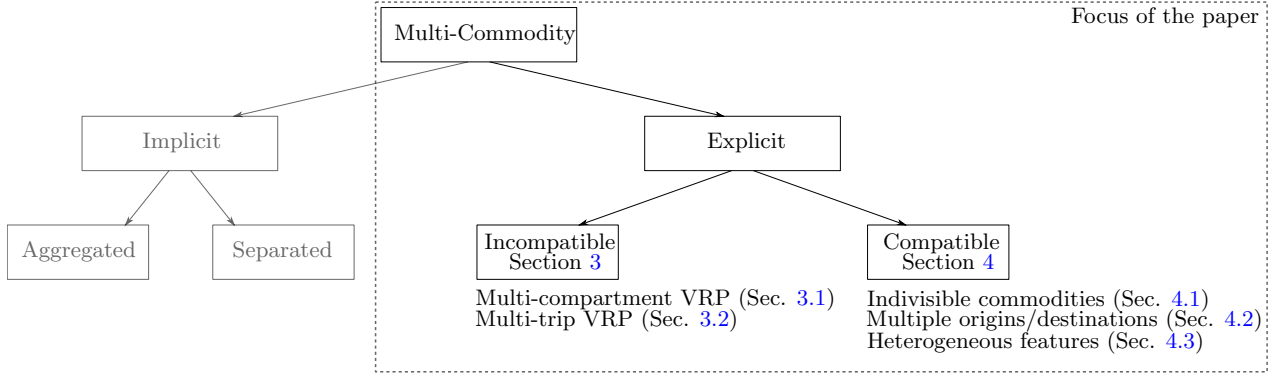 Focus of the paper
Multi-Commodity
Implicit
Explicit
Aggregated
Separated
Incompatible
Section 3
Compatible
Section 4
Multi-compartment VRP (Sec. 3.1)
Multi-trip VRP (Sec. 3.2)
Indivisible commodities (Sec. 4.1)
Multiple origins/destinations (Sec. 4.2)
Heterogeneous features (Sec. 4.3)